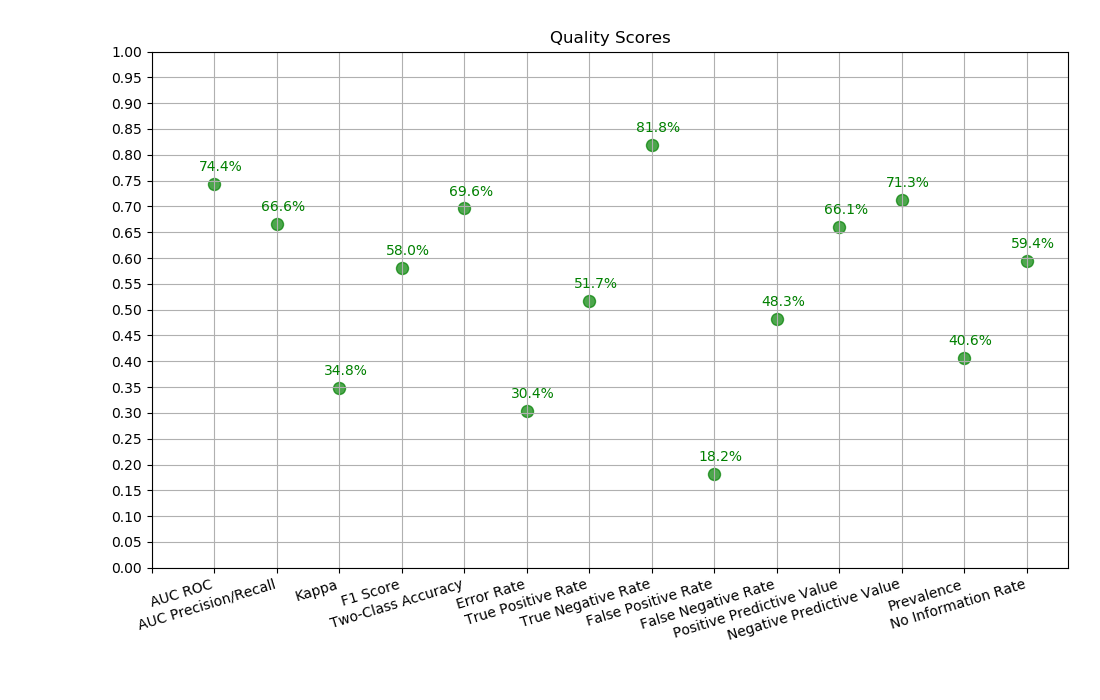 Quality Scores
1.00
0.95
0.90
0.85
0.80
0.75
0.70
0.65
0.60
0.55
0.50
0.45
0.40
0.35
0.30
0.25
0.20
0.15
0.10
0.05
0.00
74.4%
66.6%
34.8%
58.0%
69.6%
30.4%
51.7%
81.8%
18.2%
48.3%
66.1%
71.3%
40.6%
59.4%
AUC ROC
AUC Precision/Recall
Kappa
F1 Score
Two-Class Accuracy
Error Rate
True Positive Rate
True Negative Rate
False Positive Rate
False Negative Rate
Positive Predictive Value
Negative Predictive Value
Prevalence
No Information Rate